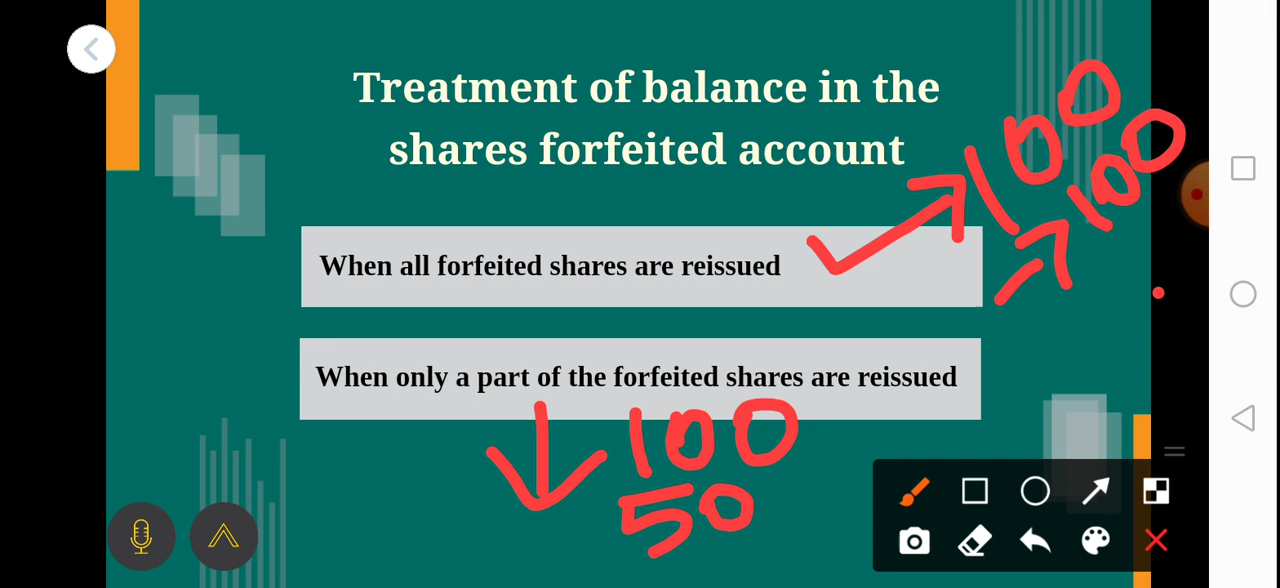 Treatment of balance in the
shares forfeited account
100
100
When all forfeited shares are reissued
When only a part of the forfeited shares are reissued
100
50